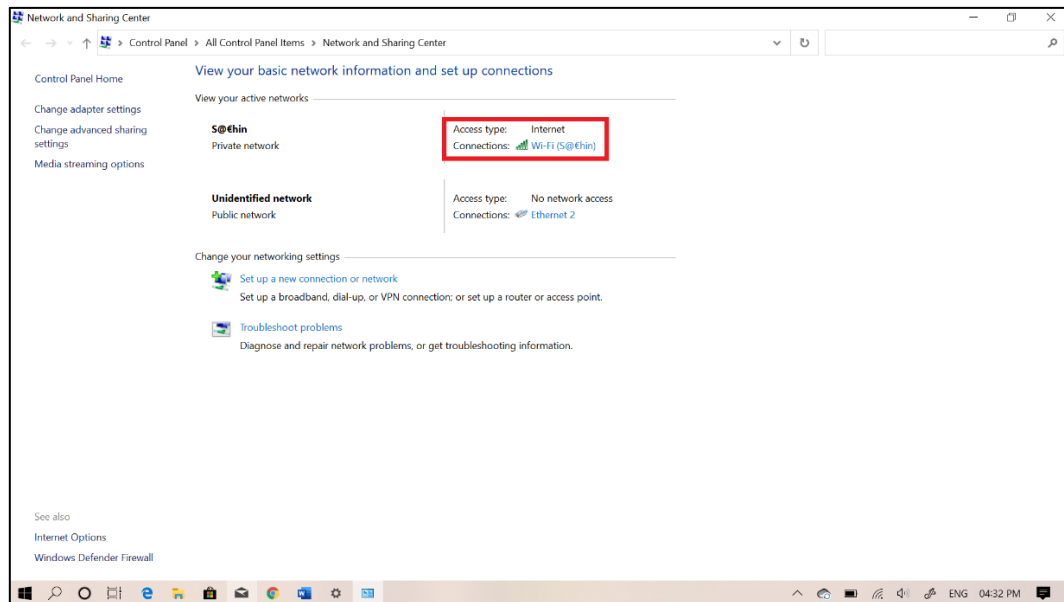 Network and Sharing Center
Control Panel > All Control Panel Items > Network and Sharing Center
Control Panel Home
Change adapter settings
Change advanced sharing
settings
Media streaming options
View your basic network information and set up connections
View your active networks
S@€hin
Private network
Access type: Internet
Connections: Wi-Fi (S@€hin)
Unidentified network
Public network
Access type: No network access
Connections: Ethernet 2
Change your networking settings
Set up a new connection or network
Set up a broadband, dial-up, or VPN connection; or set up a router or access point.
Troubleshoot problems
Diagnose and repair network problems, or get troubleshooting information.
See also
Internet Options
Windows Defender Firewall
ENG 04:32 PM